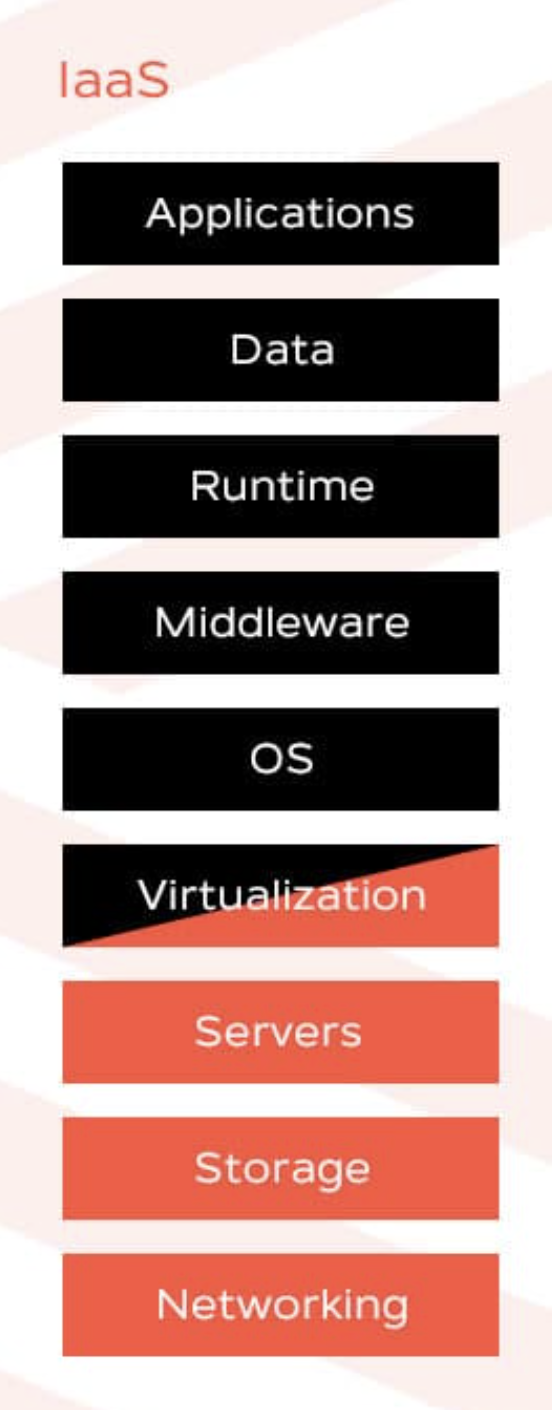 IaaS
Applications
Data
Runtime
Middleware
OS
Virtualization
Servers
Storage
Networking